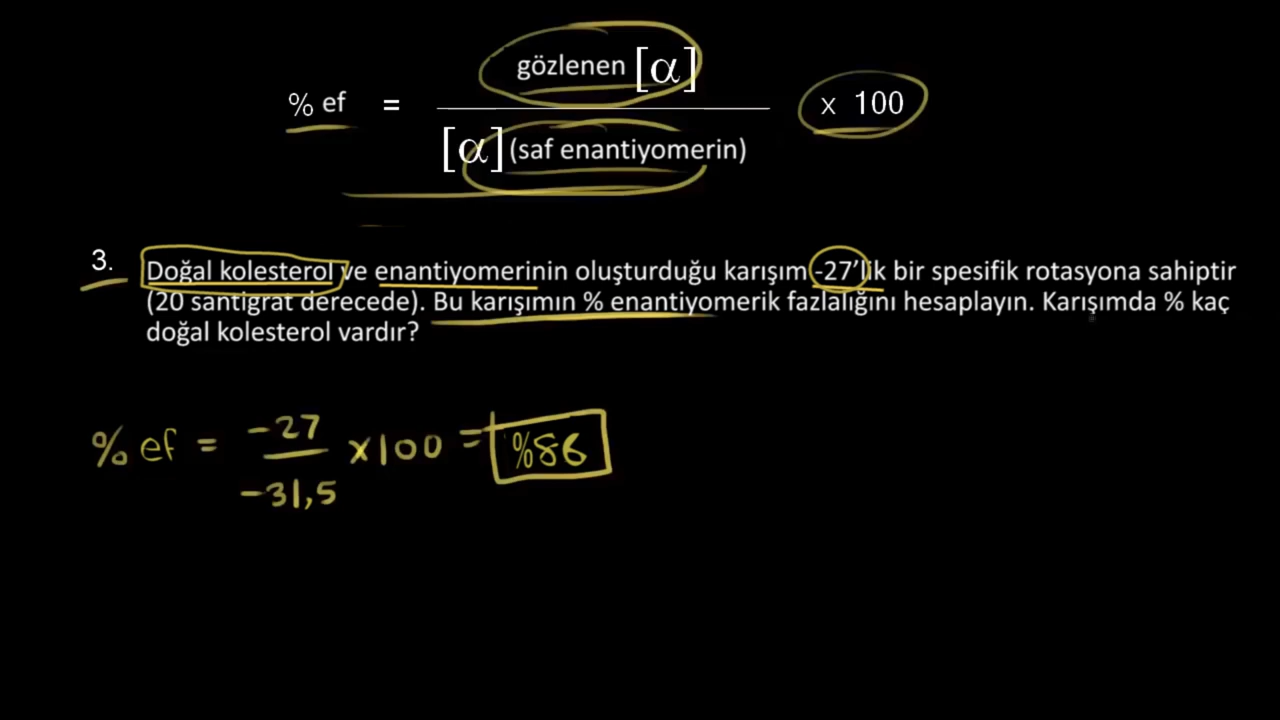 gözlenen [α]
% ef = x 100
[α] (saf enantiyomerin)
3. Doğal kolesterol ve enantiyomerinin oluşturduğu karışım -27'lik bir spesifik rotasyona sahiptir
(20 santigrat derecede). Bu karışımın % enantiyomerik fazlalığını hesaplayın. Karışımda % kaç
doğal kolesterol vardır?
% ef = -27 / -31,5 x100 = %86